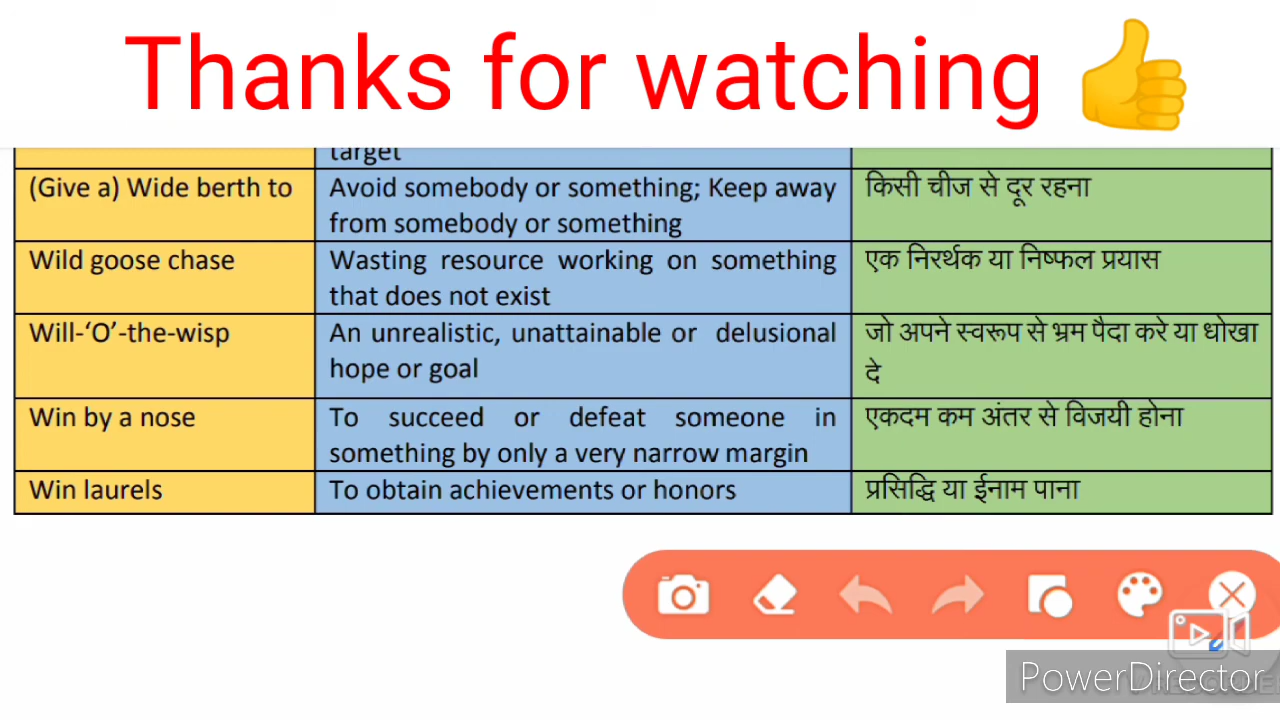 Thanks for watching 👍
target
(Give a) Wide berth to
Avoid somebody or something; Keep away
from somebody or something
किसी चीज से दूर रहना
Wild goose chase
Wasting resource working on something
that does not exist
एक निरर्थक या निष्फल प्रयास
Will-‘O’-the-wisp
An unrealistic, unattainable or delusional
hope or goal
जो अपने स्वरूप से भ्रम पैदा करे या धोखा
दे
Win by a nose
To succeed or defeat someone in
something by only a very narrow margin
एकदम कम अंतर से विजयी होना
Win laurels
To obtain achievements or honors
प्रसिद्धि या ईनाम पाना
PowerDirector